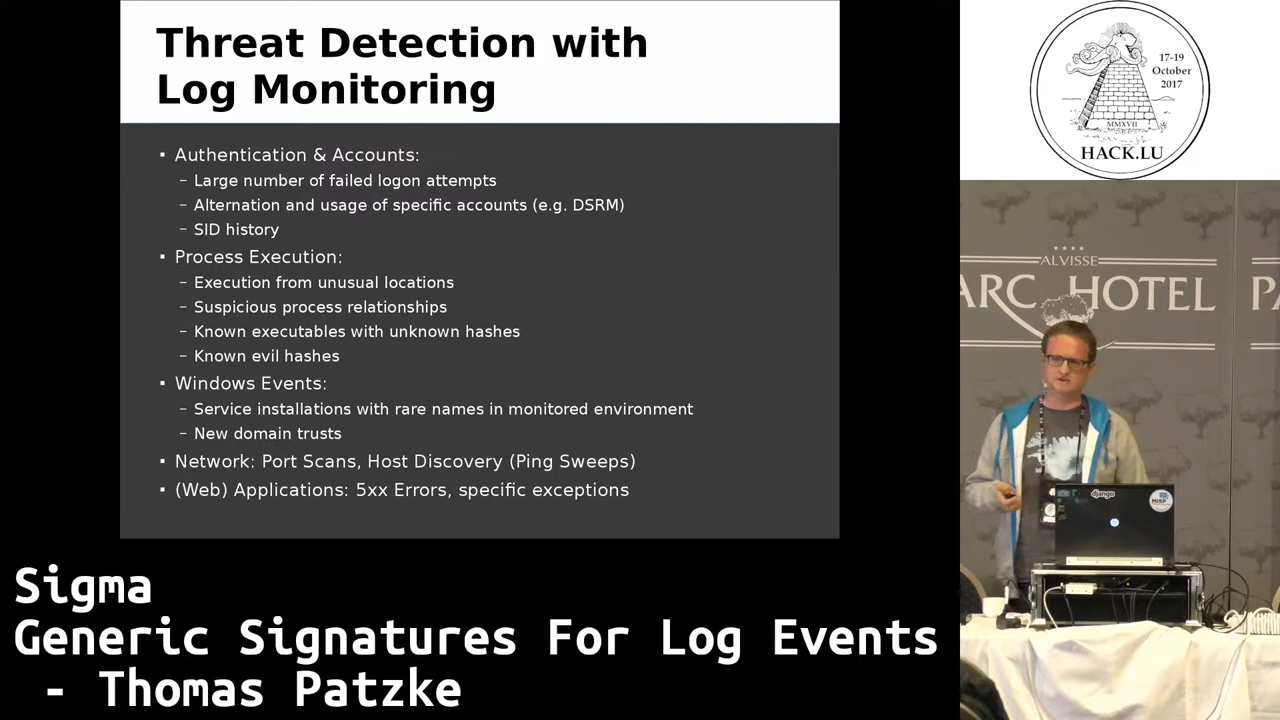 Threat Detection with
Log Monitoring
▪ Authentication & Accounts:
– Large number of failed logon attempts
– Alternation and usage of specific accounts (e.g. DSRM)
– SID history
▪ Process Execution:
– Execution from unusual locations
– Suspicious process relationships
– Known executables with unknown hashes
– Known evil hashes
▪ Windows Events:
– Service installations with rare names in monitored environment
– New domain trusts
▪ Network: Port Scans, Host Discovery (Ping Sweeps)
▪ (Web) Applications: 5xx Errors, specific exceptions
17-19
October
2017
MMXVII
HACK.LU
ALVISSE
ARC HOTEL
PA
django
MISP
Sigma
Generic Signatures For Log Events
- Thomas Patzke